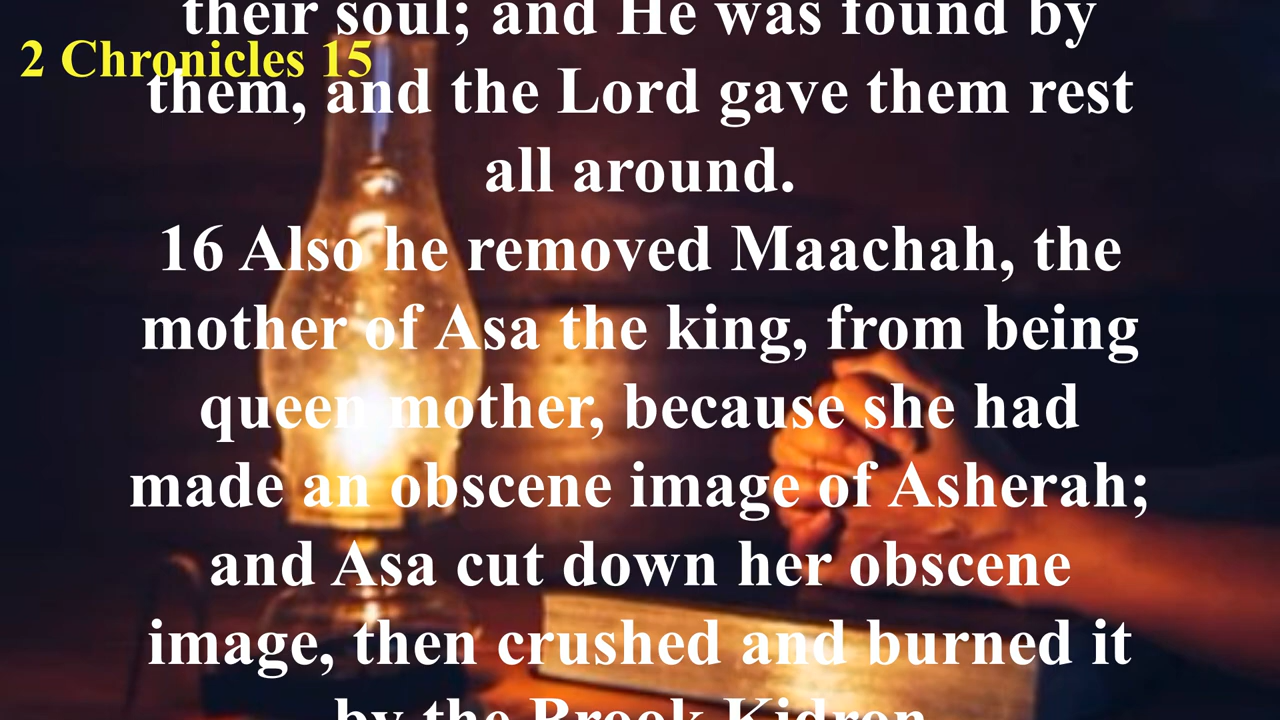 their soul; and He was found by
2 Chronicles 15
them, and the Lord gave them rest
all around.
16 Also he removed Maachah, the
mother of Asa the king, from being
queen mother, because she had
made an obscene image of Asherah;
and Asa cut down her obscene
image, then crushed and burned it
by the Brook Kidron.